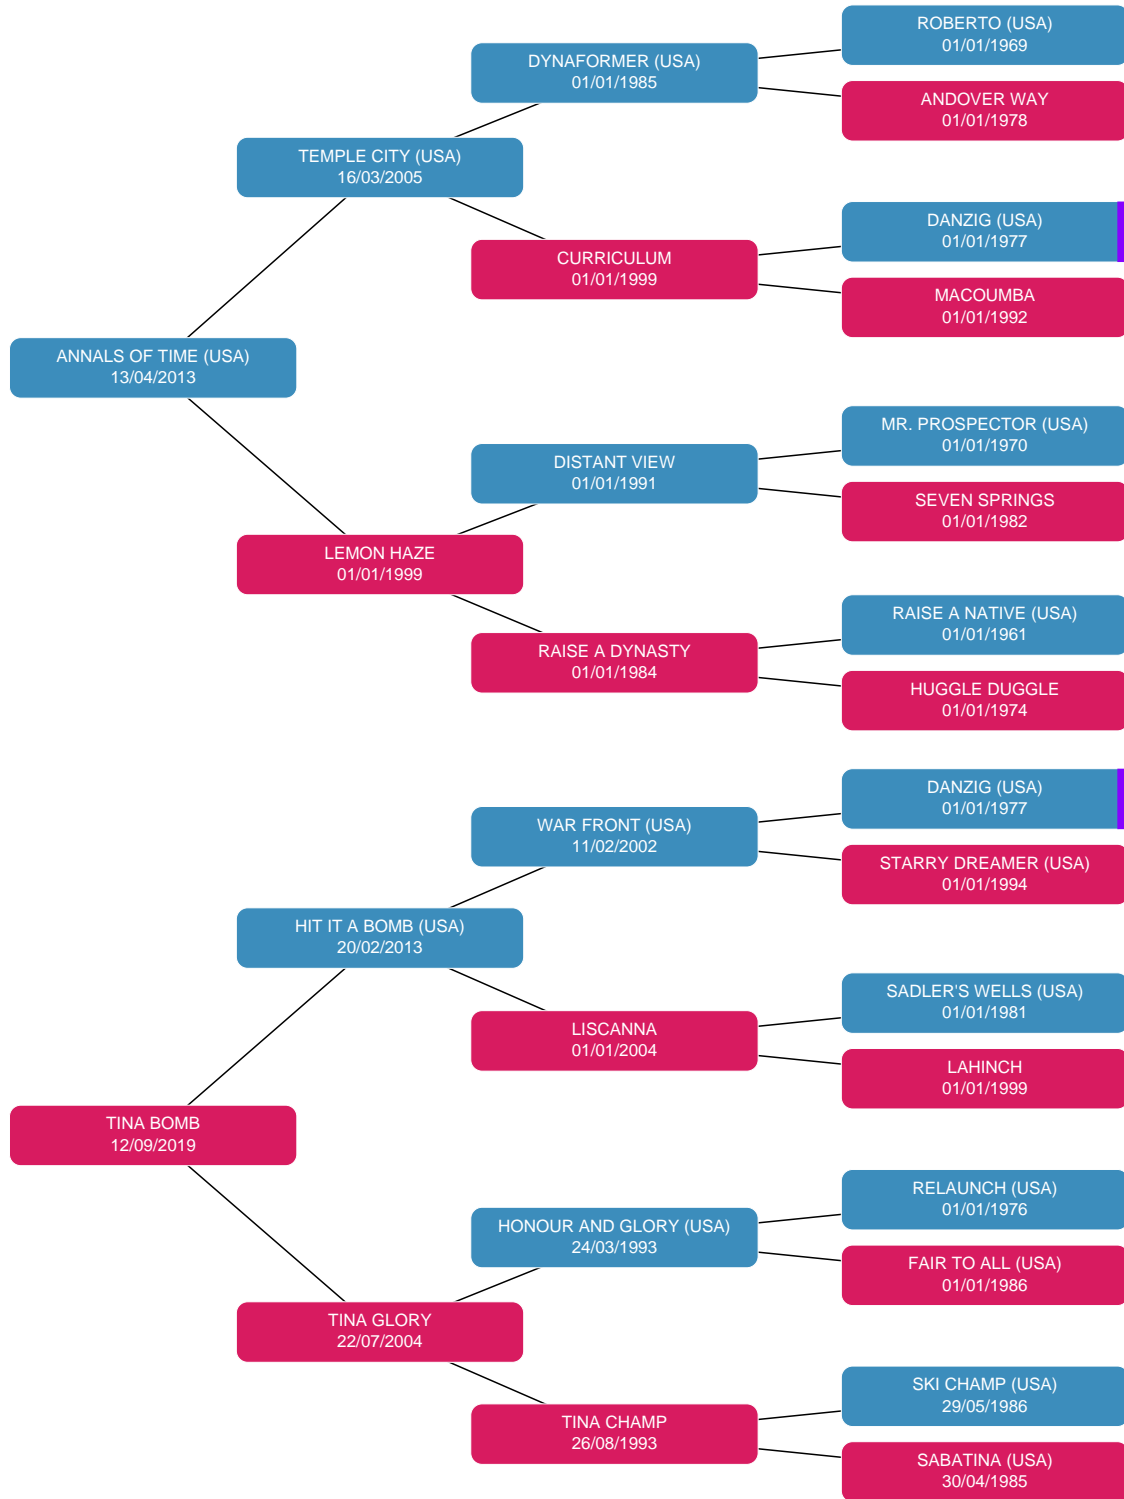 ROBERTO (USA)
01/01/1969
DYNAFORMER (USA)
01/01/1985
ANDOVER WAY
01/01/1978
TEMPLE CITY (USA)
16/03/2005
DANZIG (USA)
01/01/1977
CURRICULUM
01/01/1999
MACOUMBA
01/01/1992
ANNALS OF TIME (USA)
13/04/2013
MR. PROSPECTOR (USA)
01/01/1970
DISTANT VIEW
01/01/1991
SEVEN SPRINGS
01/01/1982
LEMON HAZE
01/01/1999
RAISE A NATIVE (USA)
01/01/1961
RAISE A DYNASTY
01/01/1984
HUGGLE DUGGLE
01/01/1974
DANZIG (USA)
01/01/1977
WAR FRONT (USA)
11/02/2002
STARRY DREAMER (USA)
01/01/1994
HIT IT A BOMB (USA)
20/02/2013
SADLER'S WELLS (USA)
01/01/1981
LISCANNA
01/01/2004
LAHINCH
01/01/1999
TINA BOMB
12/09/2019
RELAUNCH (USA)
01/01/1976
HONOUR AND GLORY (USA)
24/03/1993
FAIR TO ALL (USA)
01/01/1986
TINA GLORY
22/07/2004
SKI CHAMP (USA)
29/05/1986
TINA CHAMP
26/08/1993
SABATINA (USA)
30/04/1985